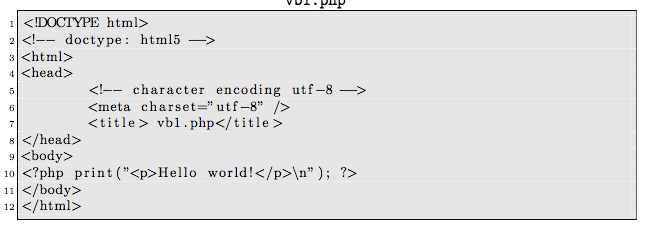 vb1.php
1 <!DOCTYPE html>
2 <!-- doctype: html5 -->
3 <html>
4 <head>
5 <!-- character encoding utf-8 -->
6 <meta charset="utf-8" />
7 <title> vb1.php</title>
8 </head>
9 <body>
10 <?php print("<p>Hello world!</p>\n"); ?>
11 </body>
12 </html>